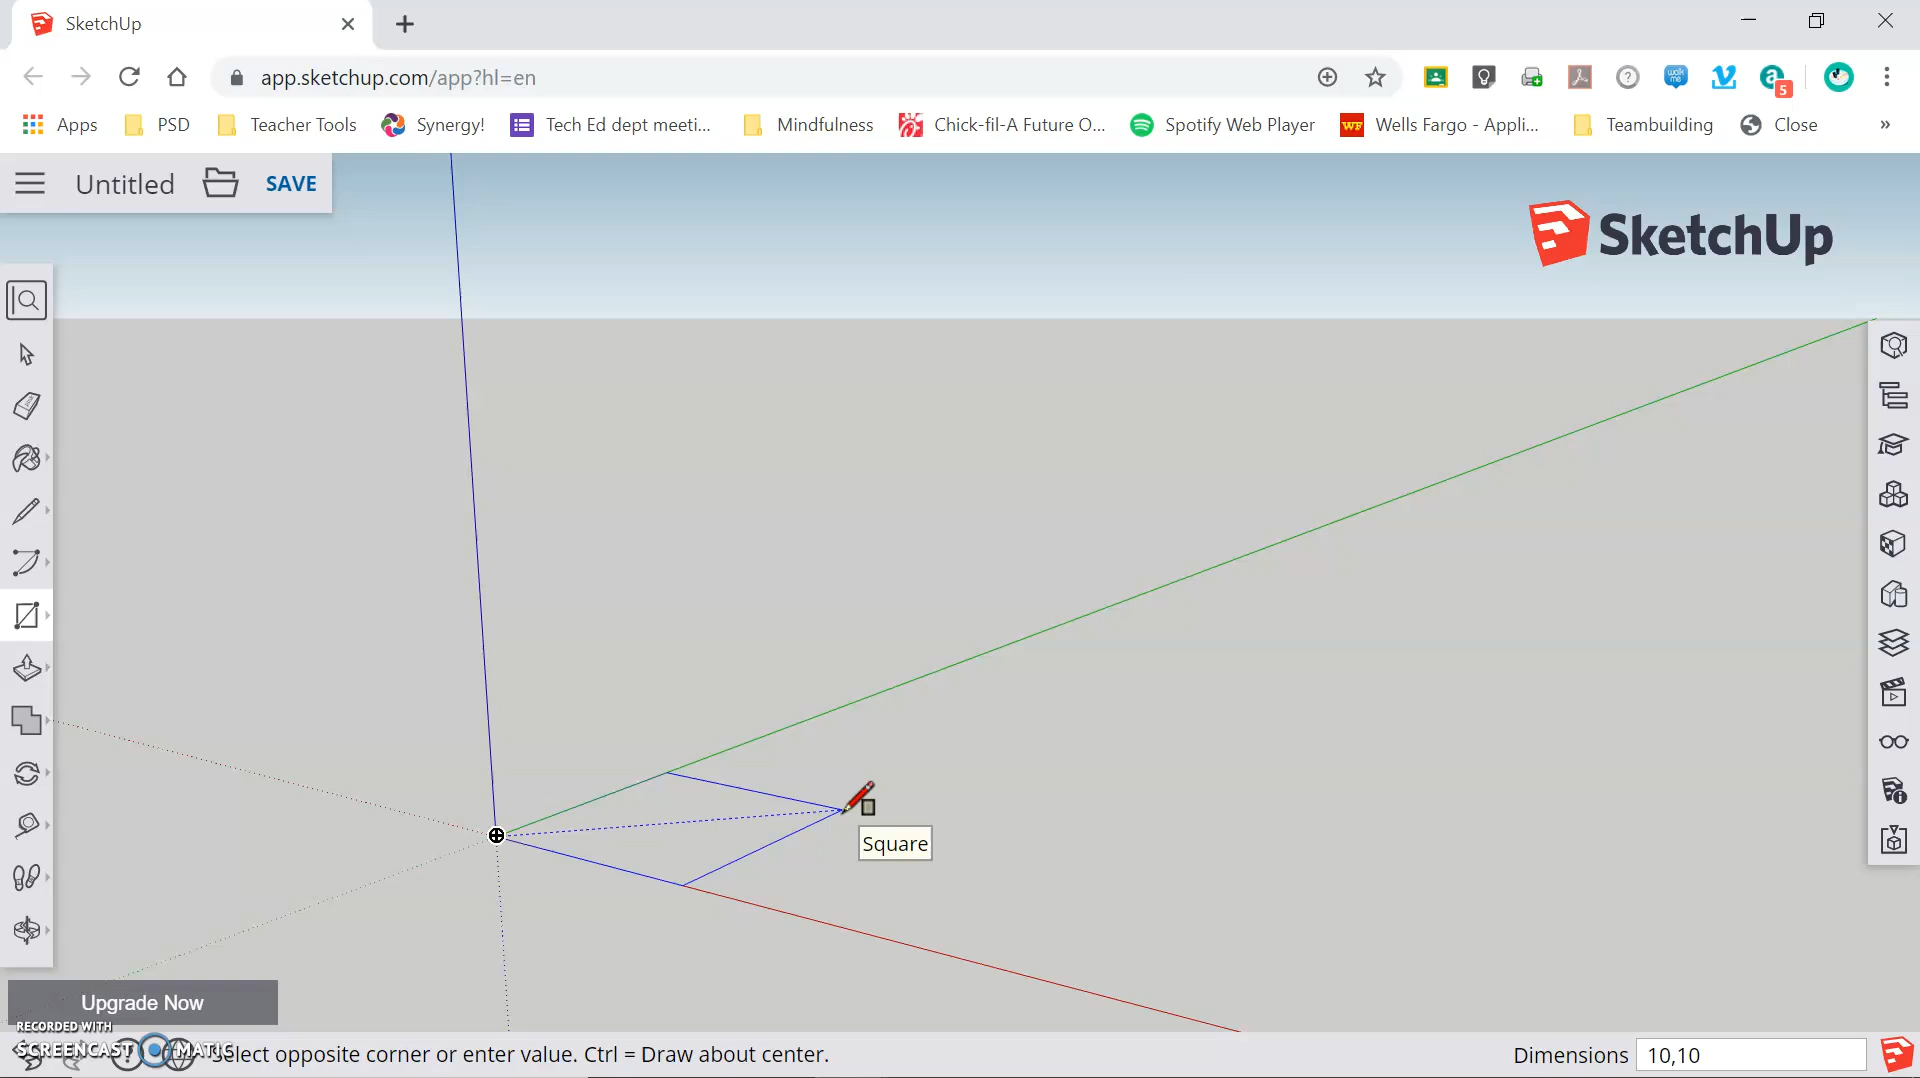 SketchUp
app.sketchup.com/app?hl=en
5
Apps PSD Teacher Tools Synergy! Tech Ed dept meeti... Mindfulness Chick-fil-A Future O... Spotify Web Player WF Wells Fargo - Appli... Teambuilding Close »
Untitled SAVE
SketchUp
Square
Upgrade Now
RECORDED WITH
SCREENCAST MATIC
Select opposite corner or enter value. Ctrl = Draw about center.
Dimensions 10,10